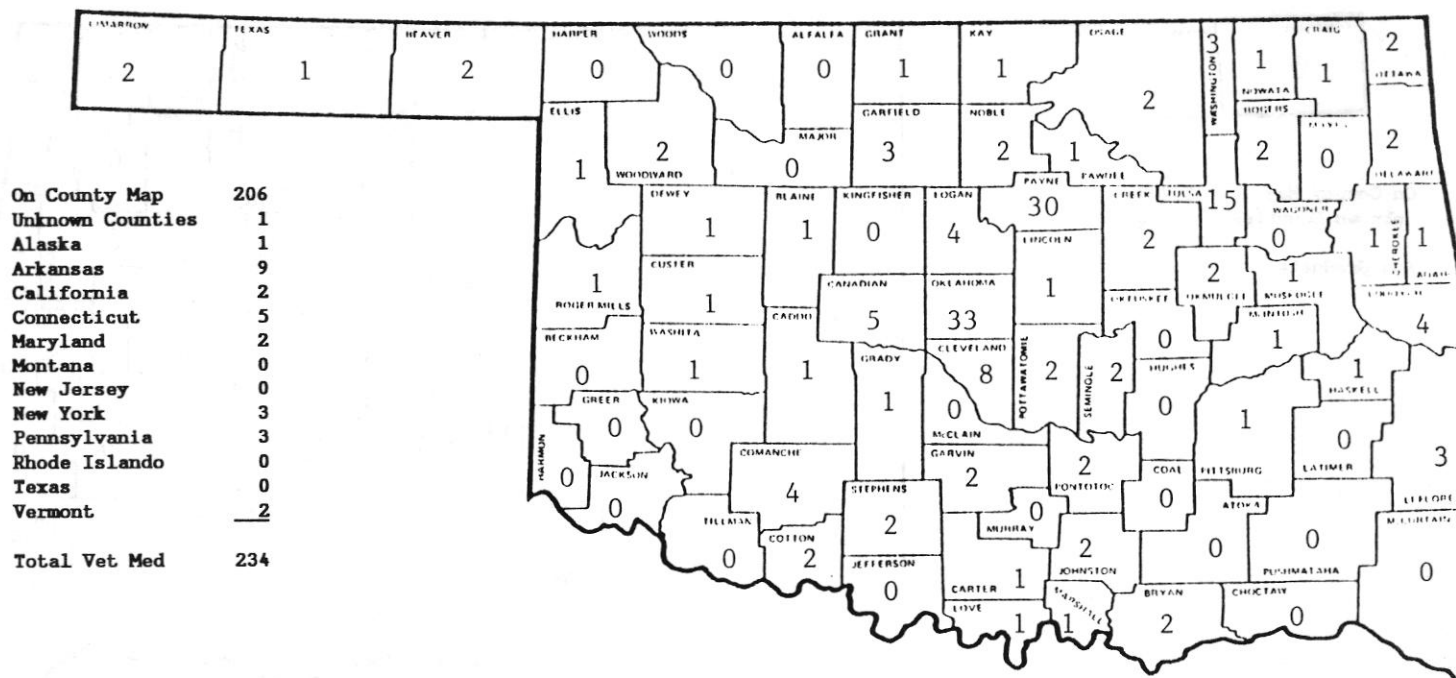 CIMARRON
2
TEXAS
1
BEAVER
2
HARPER
0
WOODS
0
ALFALFA
0
GRANT
1
KAY
1
OSAGE
2
WASHINGTON
3
NOWATA
1
CRAIG
1
OTTAWA
2
ELLIS
1
WOODWARD
2
MAJOR
0
GARFIELD
3
NOBLE
2
PAWNEE
1
ROGERS
2
MAYES
0
DELAWARE
2
DEWEY
1
BLAINE
1
KINGFISHER
0
LOGAN
4
PAYNE
30
CREEK
2
TULSA
15
WAGONER
0
CHEROKEE
1
ADAIR
1
ROGER MILLS
1
CUSTER
1
CANADIAN
5
OKLAHOMA
33
LINCOLN
1
OKFUSKEE
0
OKMULGEE
2
MUSKOGEE
1
MCINTOSH
1
4
BECKHAM
0
WASHITA
1
CADDO
1
GRADY
1
CLEVELAND
8
POTTAWATOMIE
2
SEMINOLE
2
HUGHES
0
HASKELL
1
GREER
0
KIOWA
0
McCLAIN
0
PITTSBURG
1
LATIMER
0
LEFLORE
3
HARMON
0
JACKSON
0
COMANCHE
4
STEPHENS
2
GARVIN
2
PONTOTOC
2
COAL
0
TILLMAN
0
COTTON
2
JEFFERSON
0
MURRAY
0
JOHNSTON
2
ATOKA
0
PUSHMATAHA
0
McCURTAIN
0
CARTER
1
LOVE
1
MARSHALL
1
BRYAN
2
CHOCTAW
0
On County Map 206
Unknown Counties 1
Alaska 1
Arkansas 9
California 2
Connecticut 5
Maryland 2
Montana 0
New Jersey 0
New York 3
Pennsylvania 3
Rhode Islando 0
Texas 0
Vermont 2
Total Vet Med 234